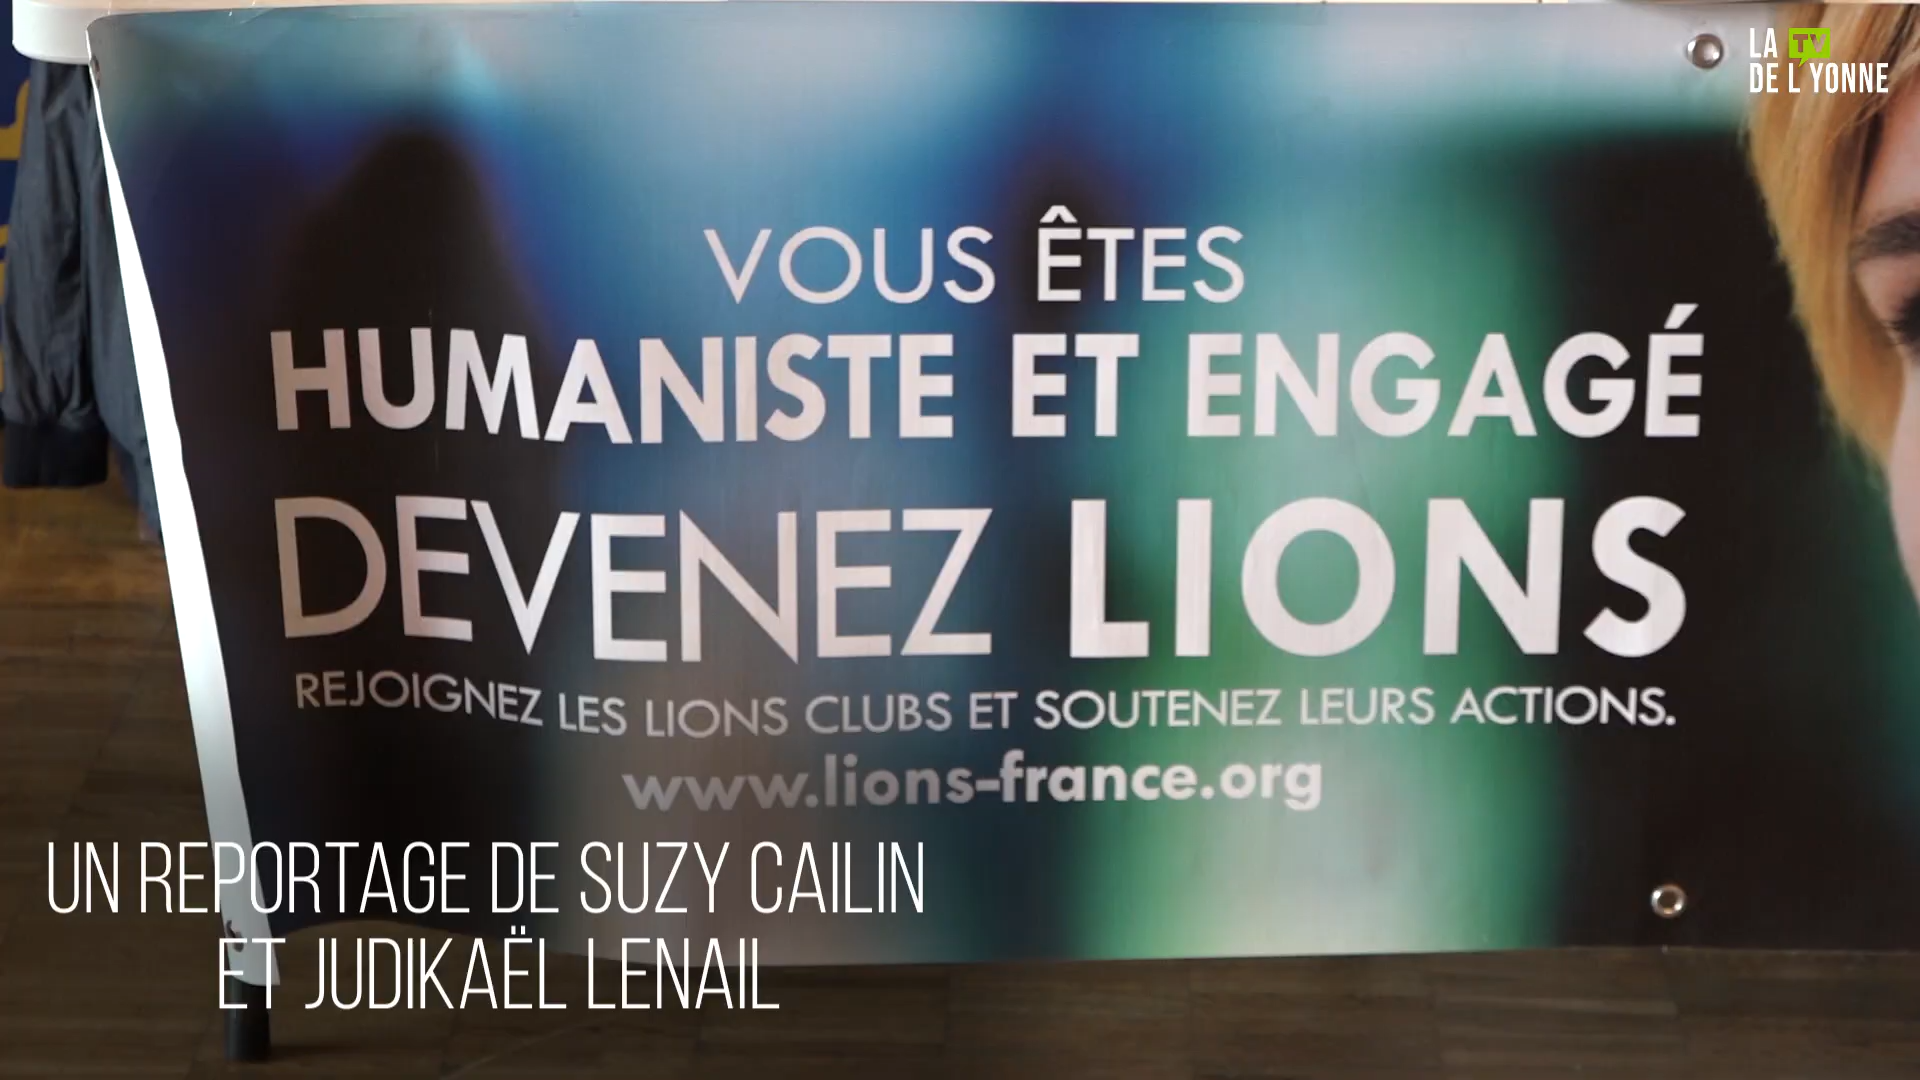 LA TV
DE L'YONNE
VOUS ÊTES
HUMANISTE ET ENGAGÉ
DEVENEZ LIONS
REJOIGNEZ LES LIONS CLUBS ET SOUTENEZ LEURS ACTIONS.
www.lions-france.org
UN REPORTAGE DE SUZY CAILIN
ET JUDIKAËL LENAIL